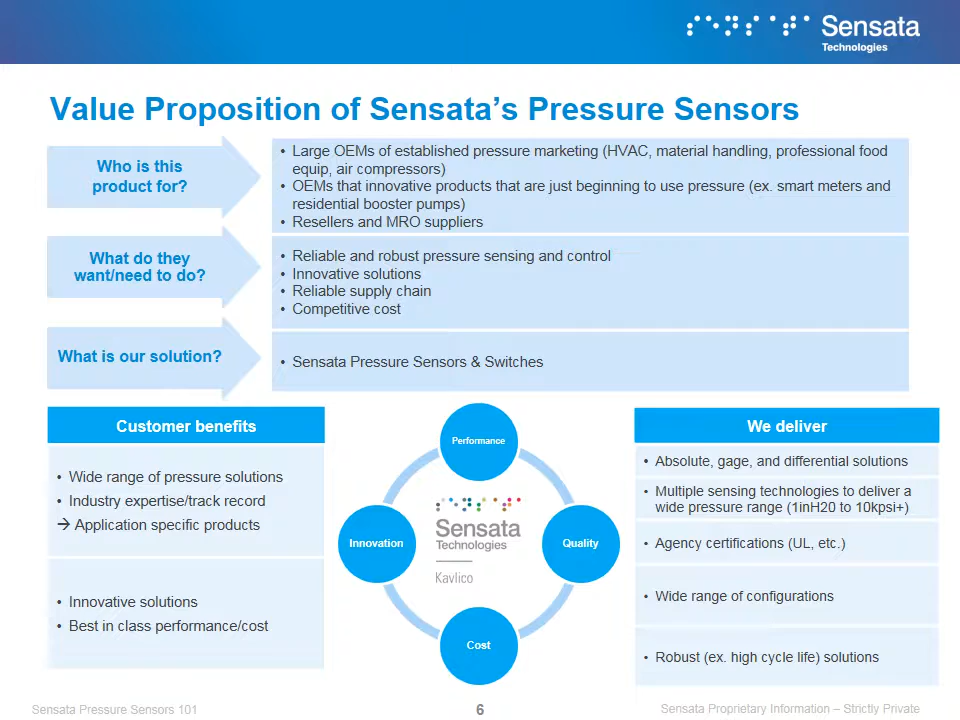 Sensata
Technologies
Value Proposition of Sensata's Pressure Sensors
Who is this
product for?
• Large OEMs of established pressure marketing (HVAC, material handling, professional food
equip, air compressors)
• OEMs that innovative products that are just beginning to use pressure (ex. smart meters and
residential booster pumps)
• Resellers and MRO suppliers
What do they
want/need to do?
• Reliable and robust pressure sensing and control
• Innovative solutions
• Reliable supply chain
• Competitive cost
What is our solution?
• Sensata Pressure Sensors & Switches
Customer benefits
• Wide range of pressure solutions
• Industry expertise/track record
→ Application specific products
• Innovative solutions
• Best in class performance/cost
Performance
Innovation
Sensata
Technologies
Kavlico
Quality
Cost
We deliver
• Absolute, gage, and differential solutions
• Multiple sensing technologies to deliver a
wide pressure range (1inH20 to 10kpsi+)
• Agency certifications (UL, etc.)
• Wide range of configurations
• Robust (ex. high cycle life) solutions
Sensata Pressure Sensors 101
6
Sensata Proprietary Information – Strictly Private